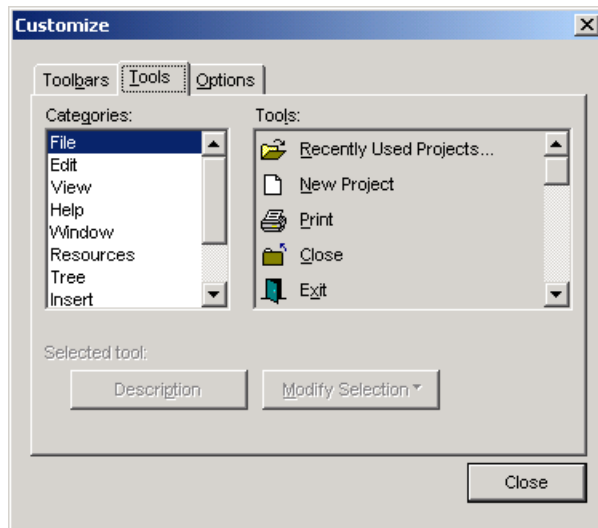 Customize
Toolbars Tools Options
Categories: Tools:
File
Edit
View
Help
Window
Resources
Tree
Insert
Recently Used Projects...
New Project
Print
Close
Exit
Selected tool:
Description Modify Selection
Close